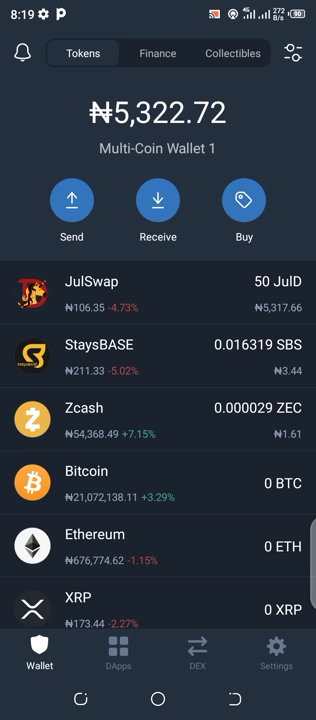 8:19
4G
272
B/s
90
Tokens Finance Collectibles
₦5,322.72
Multi-Coin Wallet 1
Send Receive Buy
JulSwap 50 JulD
₦106.35 -4.73% ₦5,317.66
StaysBASE 0.016319 SBS
₦211.33 -5.02% ₦3.44
Zcash 0.000029 ZEC
₦54,368.49 +7.15% ₦1.61
Bitcoin
0 BTC
₦21,072,138.11 +3.29%
Ethereum
0 ETH
₦676,774.62 -1.15%
XRP
0 XRP
₦173.44 -2.27%
Wallet DApps DEX Settings